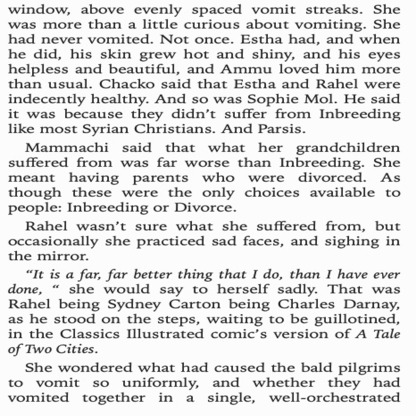 window, above evenly spaced vomit streaks. She
was more than a little curious about vomiting. She
had never vomited. Not once. Estha had, and when
he did, his skin grew hot and shiny, and his eyes
helpless and beautiful, and Ammu loved him more
than usual. Chacko said that Estha and Rahel were
indecently healthy. And so was Sophie Mol. He said
it was because they didn’t suffer from Inbreeding
like most Syrian Christians. And Parsis.
Mammachi said that what her grandchildren
suffered from was far worse than Inbreeding. She
meant having parents who were divorced. As
though these were the only choices available to
people: Inbreeding or Divorce.
Rahel wasn’t sure what she suffered from, but
occasionally she practiced sad faces, and sighing in
the mirror.
“It is a far, far better thing that I do, than I have ever
done, “ she would say to herself sadly. That was
Rahel being Sydney Carton being Charles Darnay,
as he stood on the steps, waiting to be guillotined,
in the Classics Illustrated comic’s version of A Tale
of Two Cities.
She wondered what had caused the bald pilgrims
to vomit so uniformly, and whether they had
vomited together in a single, well-orchestrated